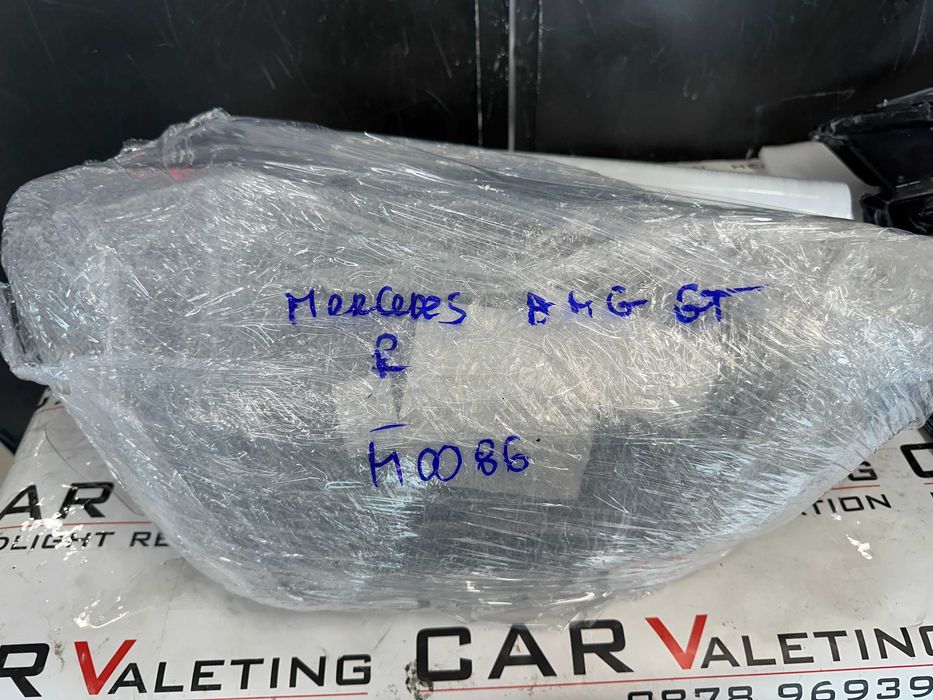 MERCEDES AMG GT
R
H0086
AR
DLIGHT RE
ATION
R VALETING
CAR VALETING
0878 96939